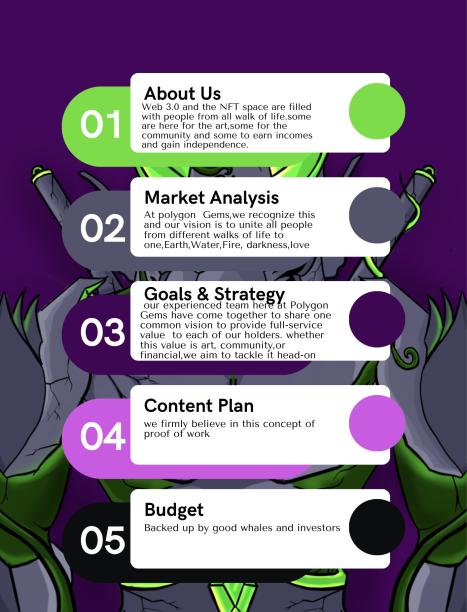 About Us
01
Web 3.0 and the NFT space are filled
with people from all walk of life.some
are here for the art,some for the
community and some to earn incomes
and gain independence.
Market Analysis
02
At polygon Gems,we recognize this
and our vision is to unite all people
from different walks of life to
one,Earth,Water,Fire, darkness,love
Goals & Strategy
03
our experienced team here at Polygon
Gems have come together to share one
common vision to provide full-service
value to each of our holders. whether
this value is art, community,or
financial,we aim to tackle it head-on
Content Plan
04
we firmly believe in this concept of
proof of work
Budget
05
Backed up by good whales and investors